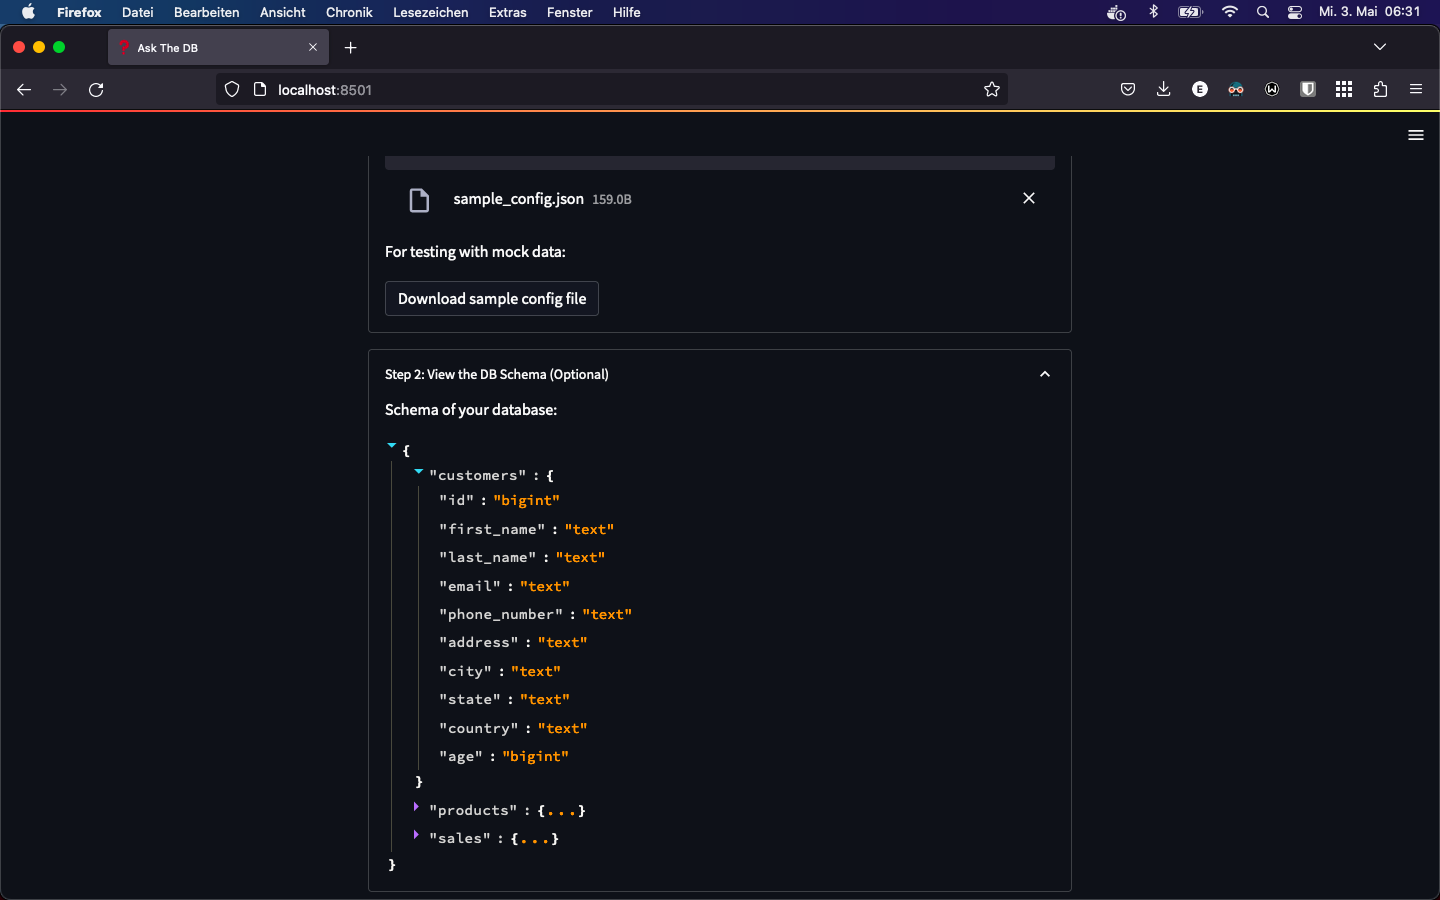 Firefox Datei Bearbeiten Ansicht Chronik Lesezeichen Extras Fenster Hilfe Mi. 3. Mai 06:31
Ask The DB
localhost:8501
sample_config.json 159.0B
For testing with mock data:
Download sample config file
Step 2: View the DB Schema (Optional)
Schema of your database:
{
"customers" : {
"id" : "bigint"
"first_name" : "text"
"last_name" : "text"
"email" : "text"
"phone_number" : "text"
"address" : "text"
"city" : "text"
"state" : "text"
"country" : "text"
"age" : "bigint"
}
"products" : {...}
"sales" : {...}
}